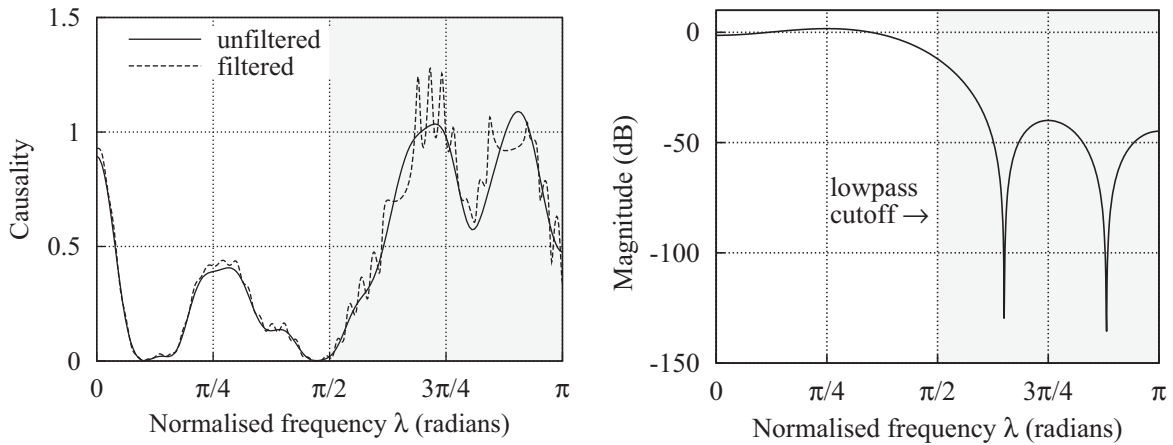 1.5
1
0.5
0
Causality
unfiltered
filtered
0
π/4
π/2
3π/4
π
Normalised frequency λ (radians)
0
-50
-100
-150
Magnitude (dB)
lowpass
cutoff →
0
π/4
π/2
3π/4
π
Normalised frequency λ (radians)